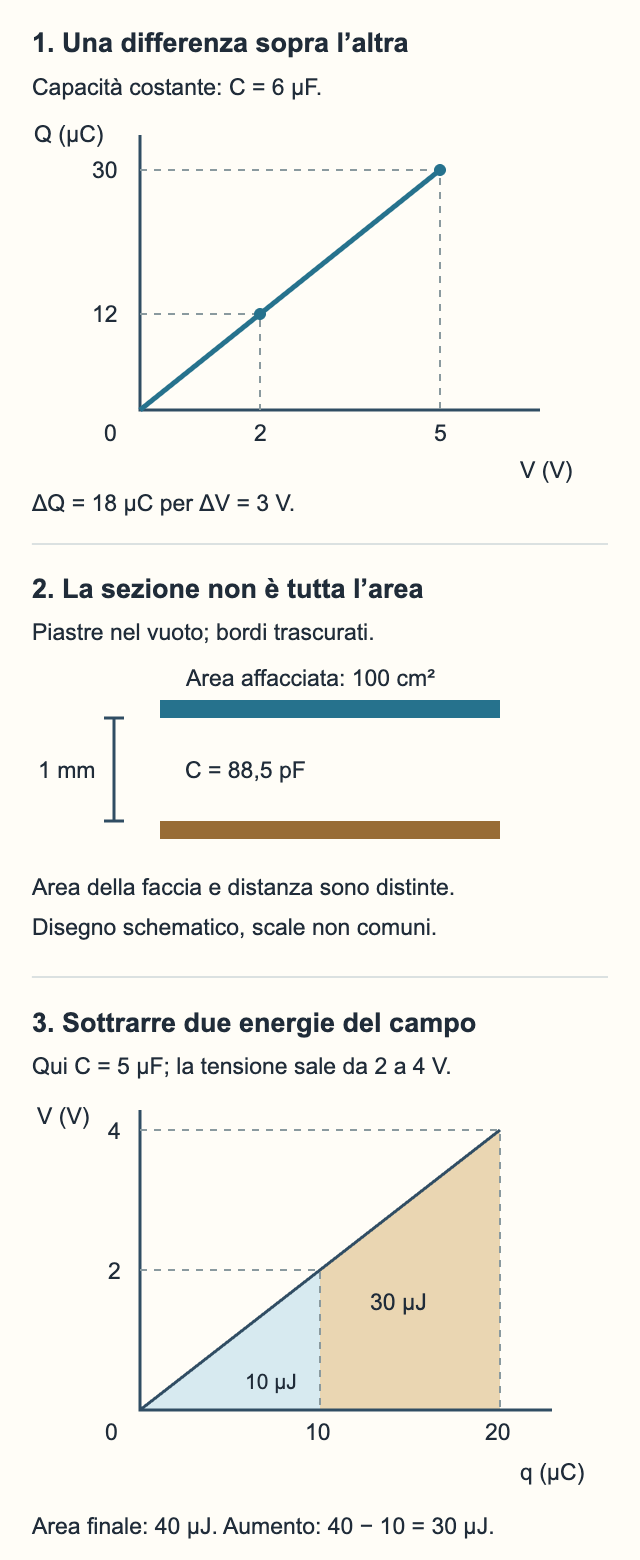 1. Una differenza sopra l’altra
Capacità costante: C = 6 µF.
Q (µC)
30
12
0
2
5
V (V)
ΔQ = 18 µC per ΔV = 3 V.
2. La sezione non è tutta l’area
Piastre nel vuoto; bordi trascurati.
Area affacciata: 100 cm²
1 mm
C = 88,5 pF
Area della faccia e distanza sono distinte.
Disegno schematico, scale non comuni.
3. Sottrarre due energie del campo
Qui C = 5 µF; la tensione sale da 2 a 4 V.
V (V)
4
2
30 µJ
10 µJ
0
10
20
q (µC)
Area finale: 40 µJ. Aumento: 40 − 10 = 30 µJ.